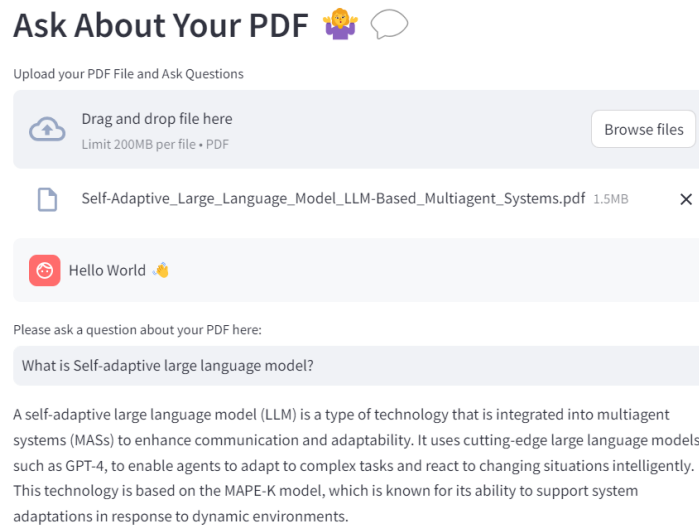 Ask About Your PDF 🤷‍♀️ 💬
Upload your PDF File and Ask Questions
Drag and drop file here
Limit 200MB per file • PDF
Browse files
Self-Adaptive_Large_Language_Model_LLM-Based_Multiagent_Systems.pdf 1.5MB
Hello World 👋
Please ask a question about your PDF here:
What is Self-adaptive large language model?
A self-adaptive large language model (LLM) is a type of technology that is integrated into multiagent
systems (MASs) to enhance communication and adaptability. It uses cutting-edge large language models
such as GPT-4, to enable agents to adapt to complex tasks and react to changing situations intelligently.
This technology is based on the MAPE-K model, which is known for its ability to support system
adaptations in response to dynamic environments.